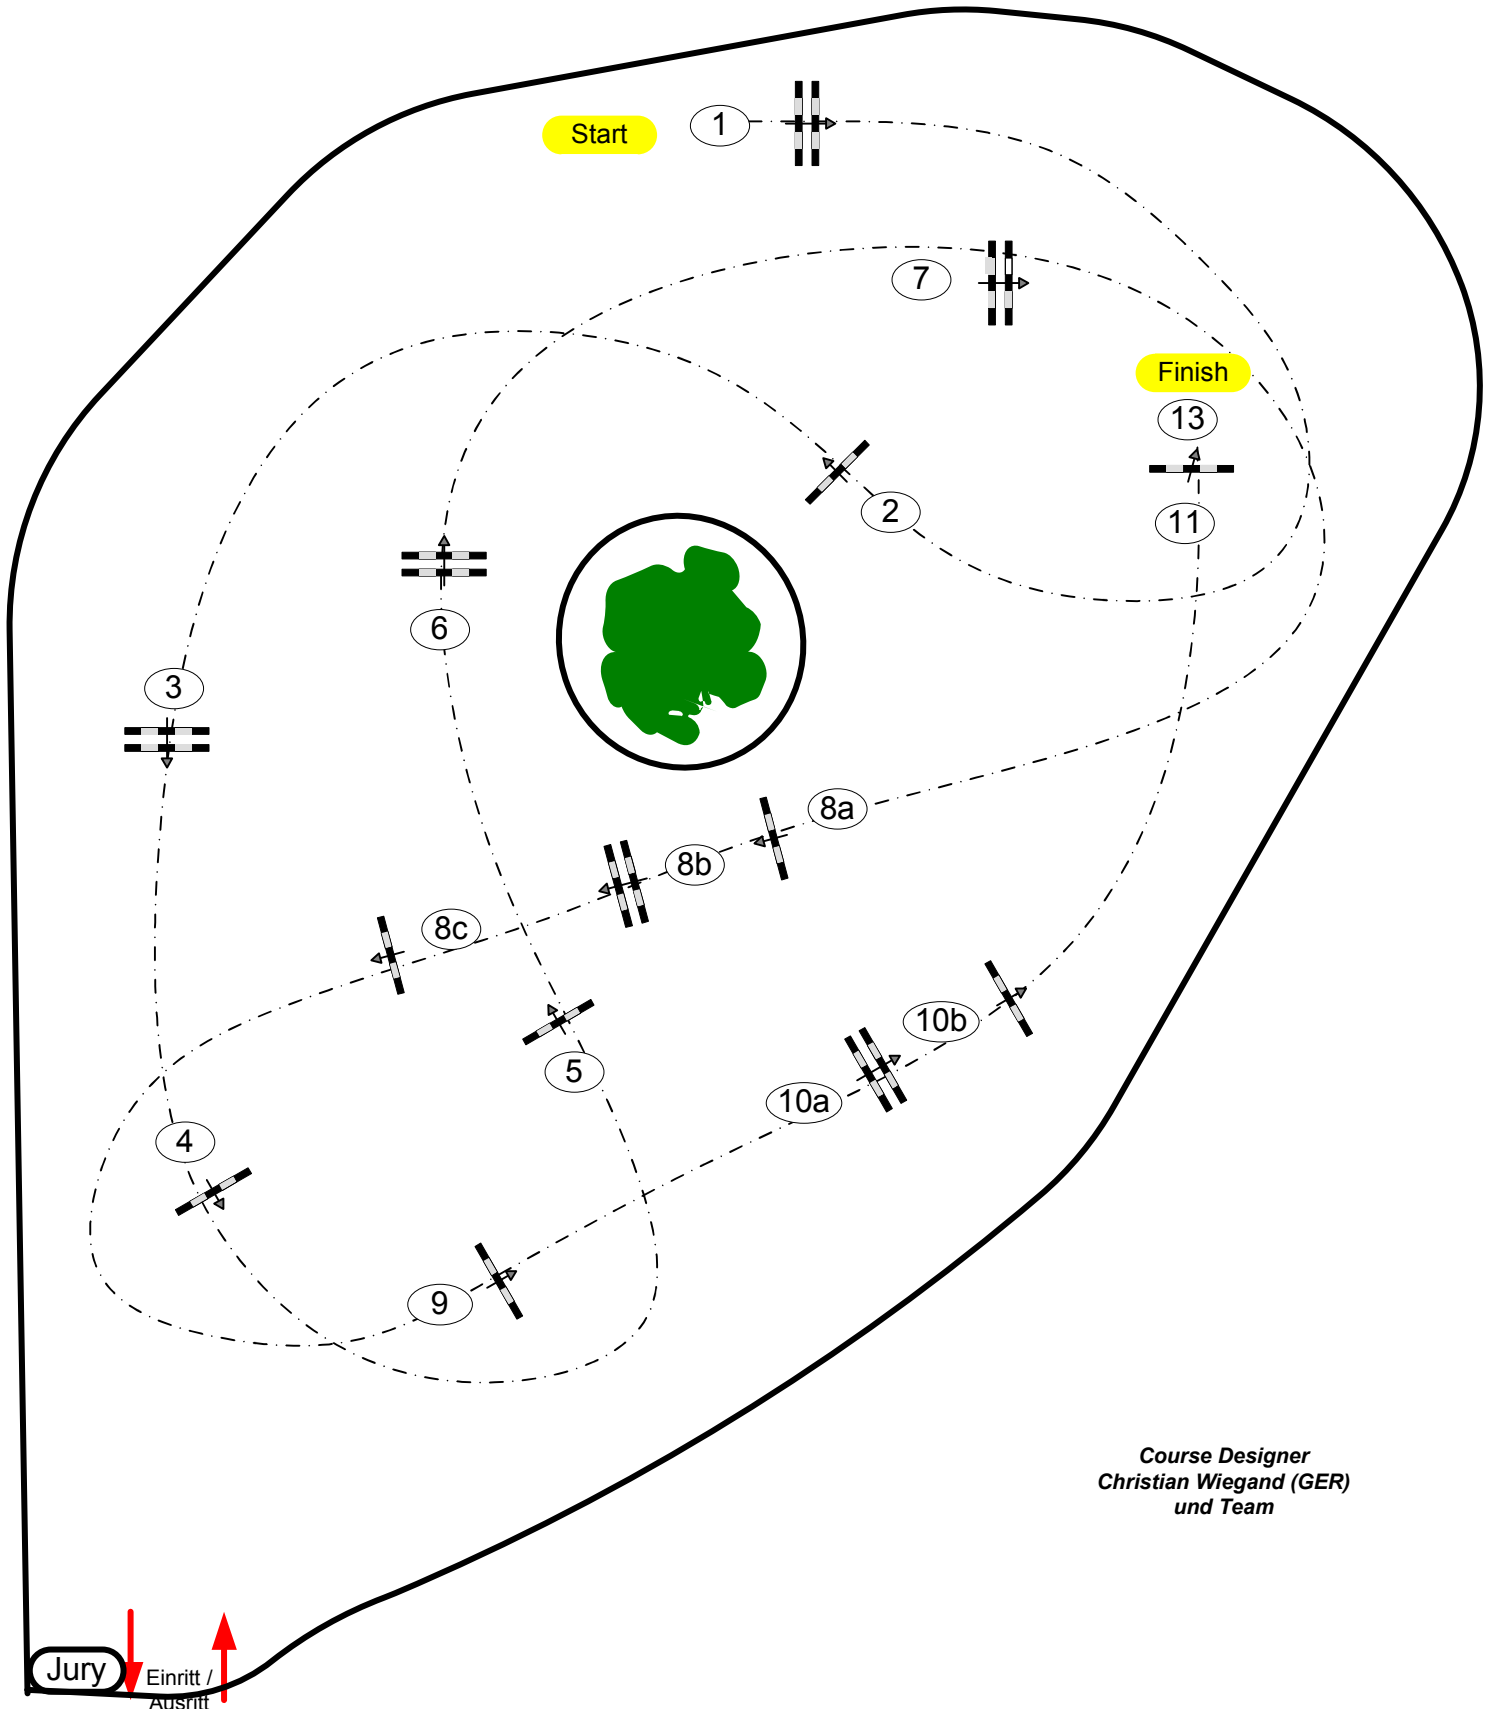 Start
1
7
Finish
13
2
11
6
3
8a
8b
8c
10b
5
10a
4
9
Course Designer
Christian Wiegand (GER)
und Team
Jury
Einritt /
Ausritt